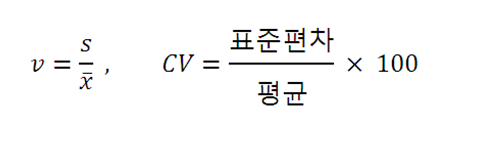 v = s/x̄ ,  CV = 표준편차/평균 × 100